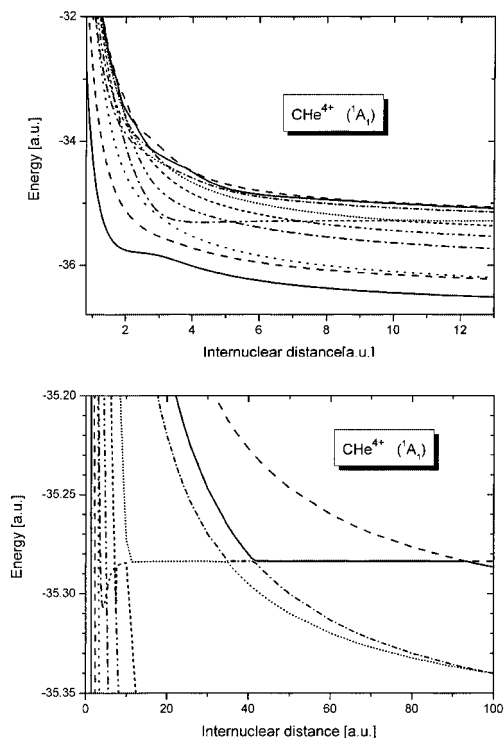 -32
-34
-36
Energy [a.u.]
CHe⁴⁺ (¹A₁)
2 4 6 8 10 12
Internuclear distance[a.u.]
-35.20
-35.25
-35.30
-35.35
Energy [a.u.]
CHe⁴⁺ (¹A₁)
0 20 40 60 80 100
Internuclear distance [a.u.]